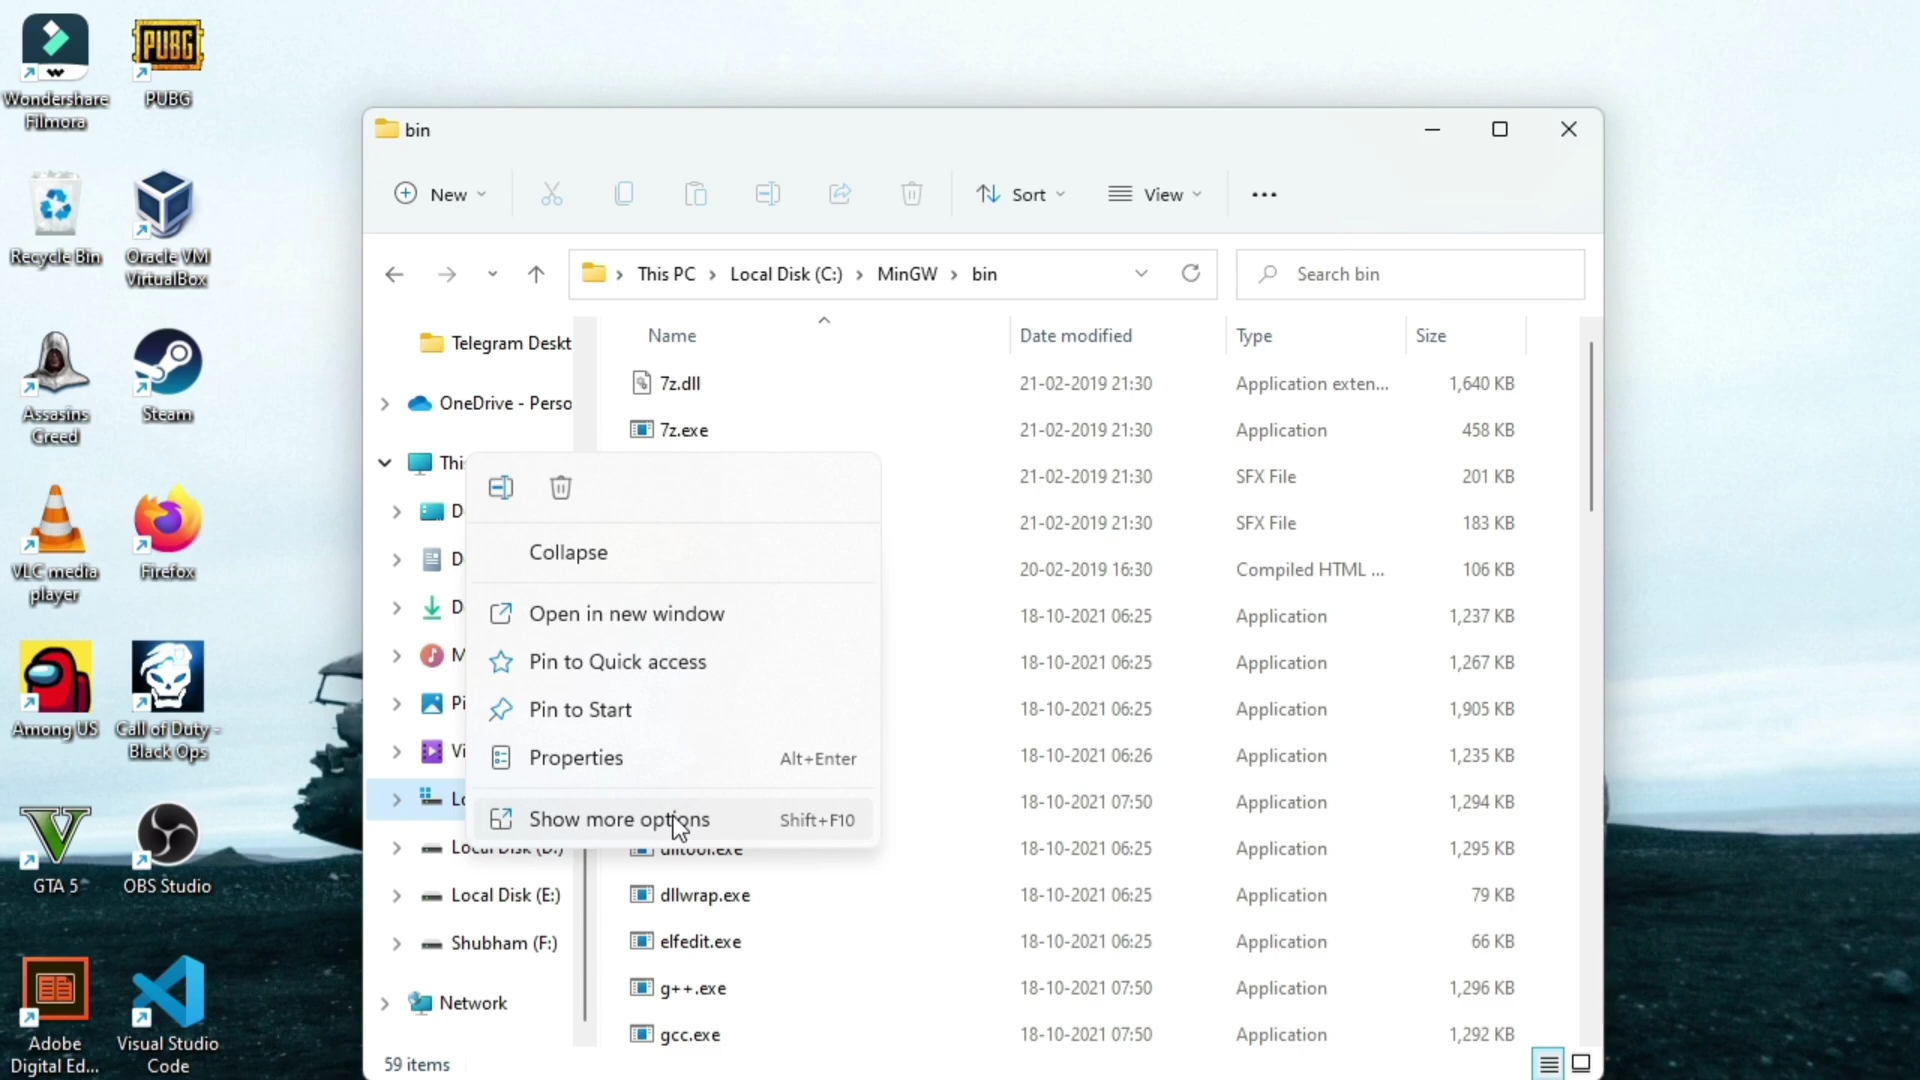 Wondershare
Filmora
PUBG
Recycle Bin
Oracle VM
VirtualBox
Assasins
Creed
Steam
VLC media
player
Firefox
Among US
Call of Duty -
Black Ops
GTA 5
OBS Studio
Adobe
Digital Ed...
Visual Studio
Code
PUBG
bin
New
Sort
View
This PC
Local Disk (C:)
MinGW
bin
Search bin
Name
Date modified
Type
Size
Telegram Deskt
OneDrive - Perso
Thi
D
D
D
M
Pi
Vi
Lo
Local Disk (D:)
Local Disk (E:)
Shubham (F:)
Network
Collapse
Open in new window
Pin to Quick access
Pin to Start
Properties Alt+Enter
Show more options Shift+F10
7z.dll 21-02-2019 21:30 Application exten... 1,640 KB
7z.exe 21-02-2019 21:30 Application 458 KB
21-02-2019 21:30 SFX File 201 KB
21-02-2019 21:30 SFX File 183 KB
20-02-2019 16:30 Compiled HTML ... 106 KB
18-10-2021 06:25 Application 1,237 KB
18-10-2021 06:25 Application 1,267 KB
18-10-2021 06:25 Application 1,905 KB
18-10-2021 06:26 Application 1,235 KB
18-10-2021 07:50 Application 1,294 KB
dlltool.exe 18-10-2021 06:25 Application 1,295 KB
dllwrap.exe 18-10-2021 06:25 Application 79 KB
elfedit.exe 18-10-2021 06:25 Application 66 KB
g++.exe 18-10-2021 07:50 Application 1,296 KB
gcc.exe 18-10-2021 07:50 Application 1,292 KB
59 items